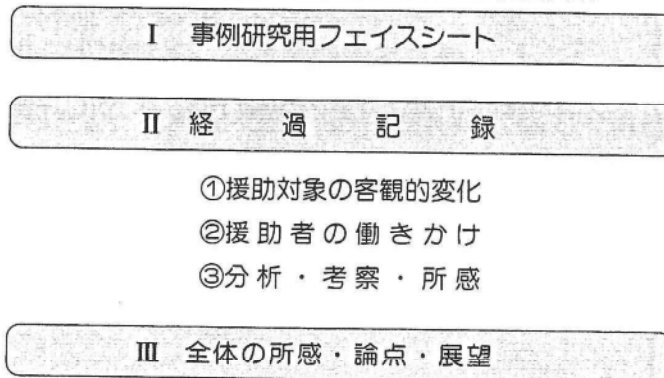 Ⅰ 事例研究用フェイスシート
Ⅱ 経過記録
①援助対象の客観的変化
②援助者の働きかけ
③分析・考察・所感
Ⅲ 全体の所感・論点・展望